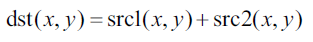 dst(x, y) = src1(x, y) + src2(x, y)